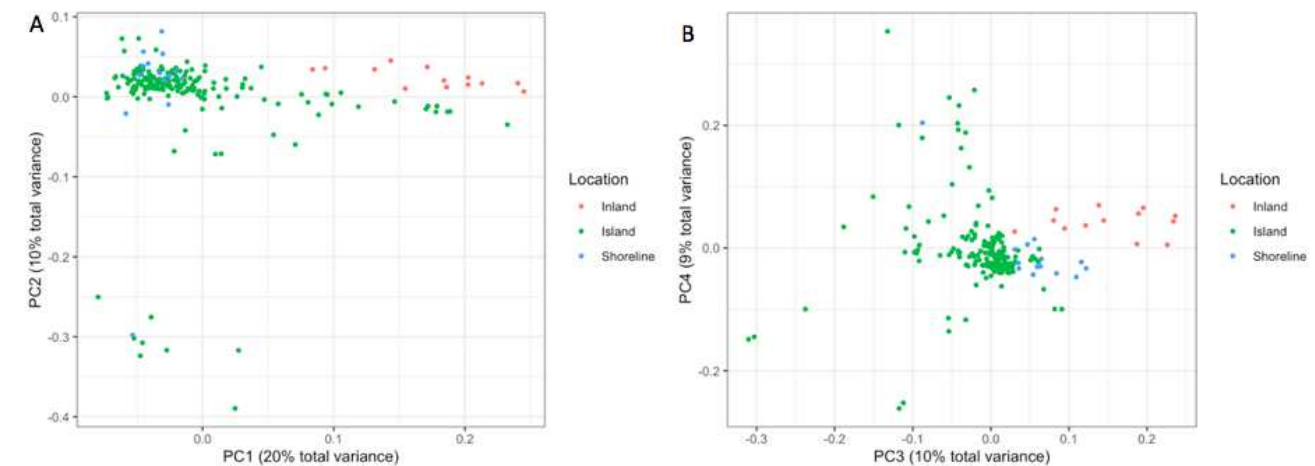 A
0.1
0.0
-0.1
-0.2
-0.3
-0.4
PC2 (10% total variance)
0.0
0.1
0.2
PC1 (20% total variance)
Location
Inland
Island
Shoreline
B
0.2
0.0
-0.2
PC4 (9% total variance)
-0.3
-0.2
-0.1
0.0
0.1
0.2
PC3 (10% total variance)
Location
Inland
Island
Shoreline